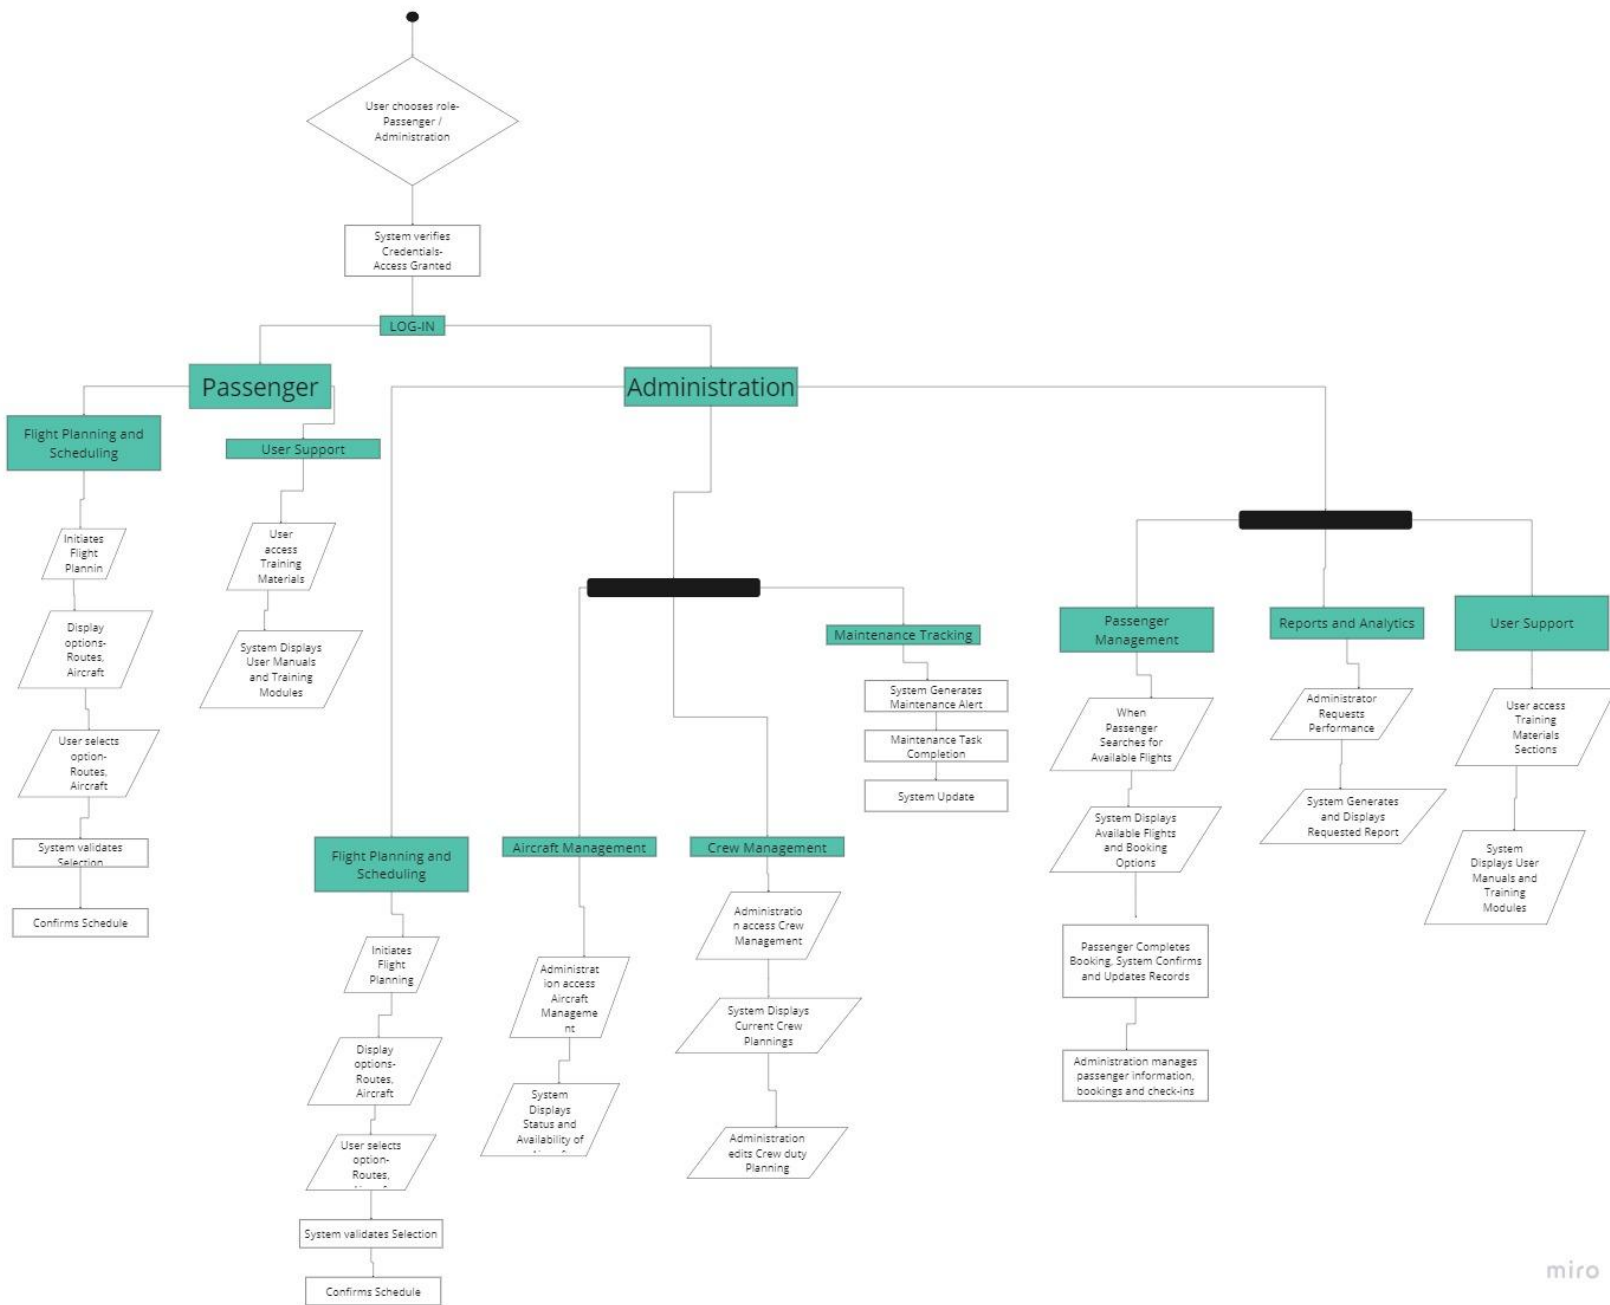 User chooses role-
Passenger /
Administration
System verifies
Credentials-
Access Granted
LOG-IN
Passenger
Administration
Flight Planning and
Scheduling
User Support
Initiates
Flight
Plannin
Display
options-
Routes,
Aircraft
User selects
option-
Routes,
Aircraft
System validates
Selection
Confirms Schedule
User
access
Training
Materials
System Displays
User Manuals
and Training
Modules
Flight Planning and
Scheduling
Initiates
Flight
Planning
Display
options-
Routes,
Aircraft
User selects
option-
Routes,
System validates Selection
Confirms Schedule
Aircraft Management
Administrat
ion access
Aircraft
Manageme
nt
System
Displays
Status and
Availability of
Crew Management
Administratio
n access Crew
Management
System Displays
Current Crew
Plannings
Administration
edits Crew duty
Planning
Maintenance Tracking
System Generates
Maintenance Alert
Maintenance Task
Completion
System Update
Passenger
Management
When
Passenger
Searches for
Available Flights
System Displays
Available Flights
and Booking
Options
Passenger Completes
Booking, System Confirms
and Updates Records
Administration manages
passenger information,
bookings and check-ins
Reports and Analytics
Administrator
Requests
Performance
System Generates
and Displays
Requested Report
User Support
User access
Training
Materials
Sections
System
Displays User
Manuals and
Training
Modules
miro